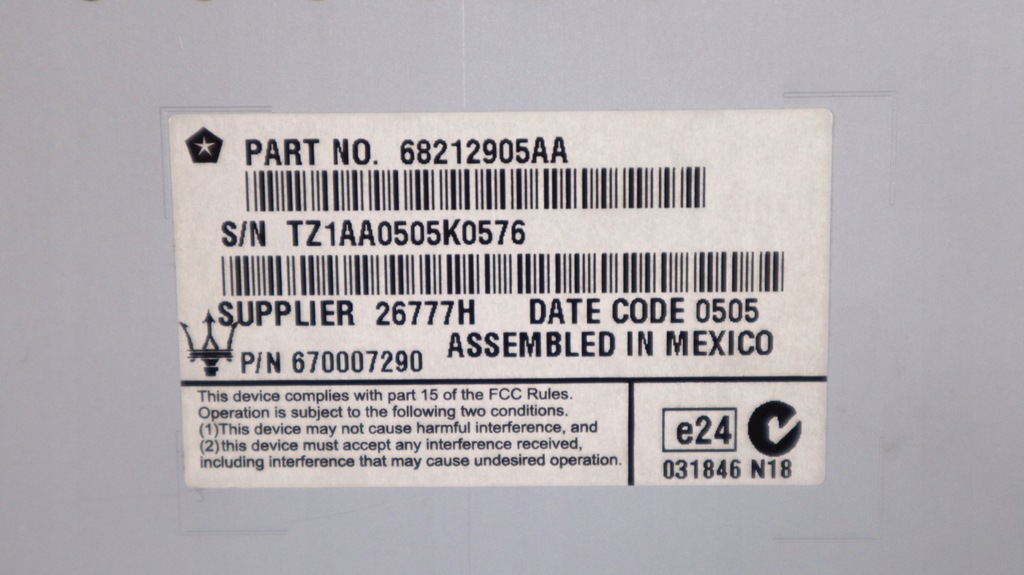 PART NO. 68212905AA
S/N TZ1AA0505K0576
SUPPLIER 26777H DATE CODE 0505
ASSEMBLED IN MEXICO
P/N 670007290
This device complies with part 15 of the FCC Rules.
Operation is subject to the following two conditions.
(1)This device may not cause harmful interference, and
(2)this device must accept any interference received,
including interference that may cause undesired operation.
e24
031846 N18